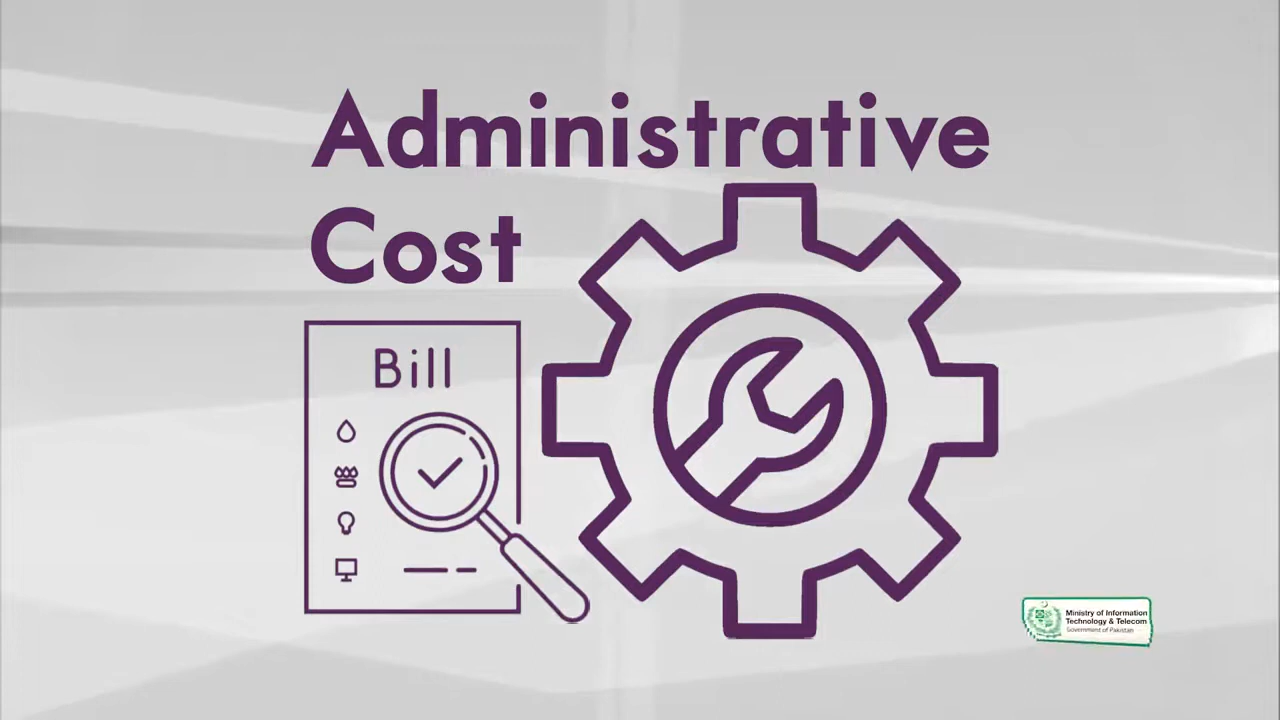 Administrative
Cost
Bill
Ministry of Information
Technology & Telecom
Government of Pakistan